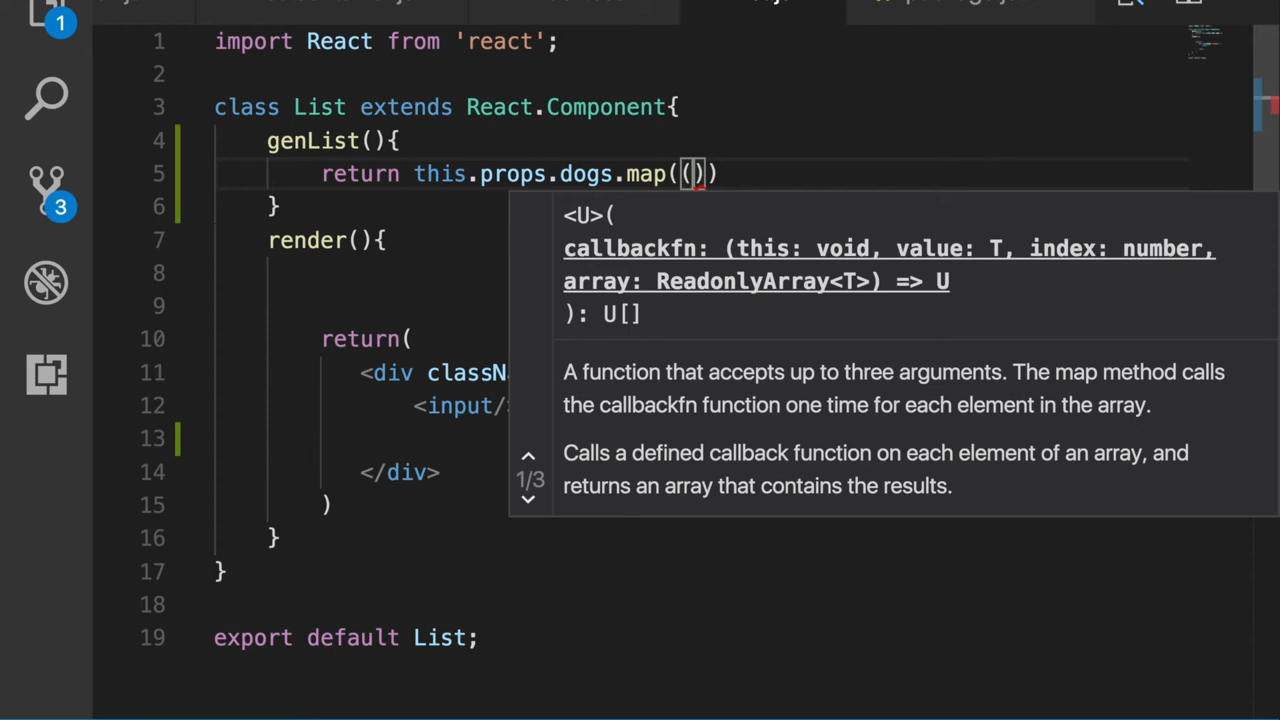 1
3
1 import React from 'react';
2
3 class List extends React.Component{
4 genList(){
5 return this.props.dogs.map(())
6 }
7 render(){
8
9
10 return(
11 <div classN
12 <input/>
13
14 </div>
15 )
16 }
17 }
18
19 export default List;
<U>(
callbackfn: (this: void, value: T, index: number,
array: ReadonlyArray<T>) => U
): U[]
A function that accepts up to three arguments. The map method calls
the callbackfn function one time for each element in the array.
1/3
Calls a defined callback function on each element of an array, and
returns an array that contains the results.